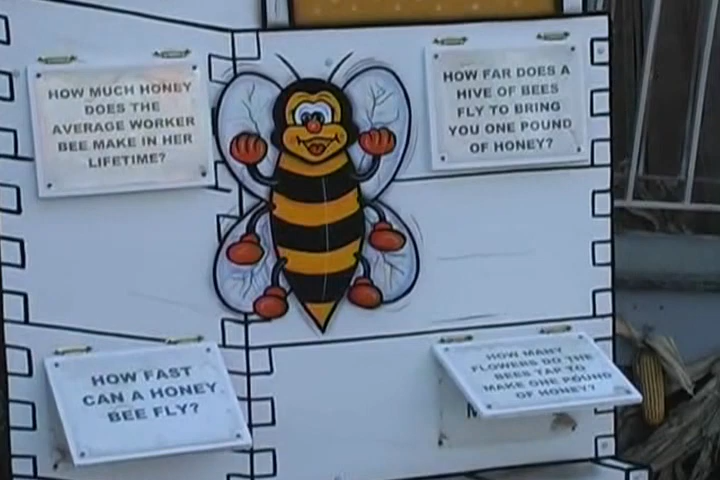 HOW MUCH HONEY
DOES THE
AVERAGE WORKER
BEE MAKE IN HER
LIFETIME?
HOW FAR DOES A
HIVE OF BEES
FLY TO BRING
YOU ONE POUND
OF HONEY?
HOW FAST
CAN A HONEY
BEE FLY?
HOW MANY
FLOWERS DO THE
BEES TAP TO
MAKE ONE POUND
OF HONEY?